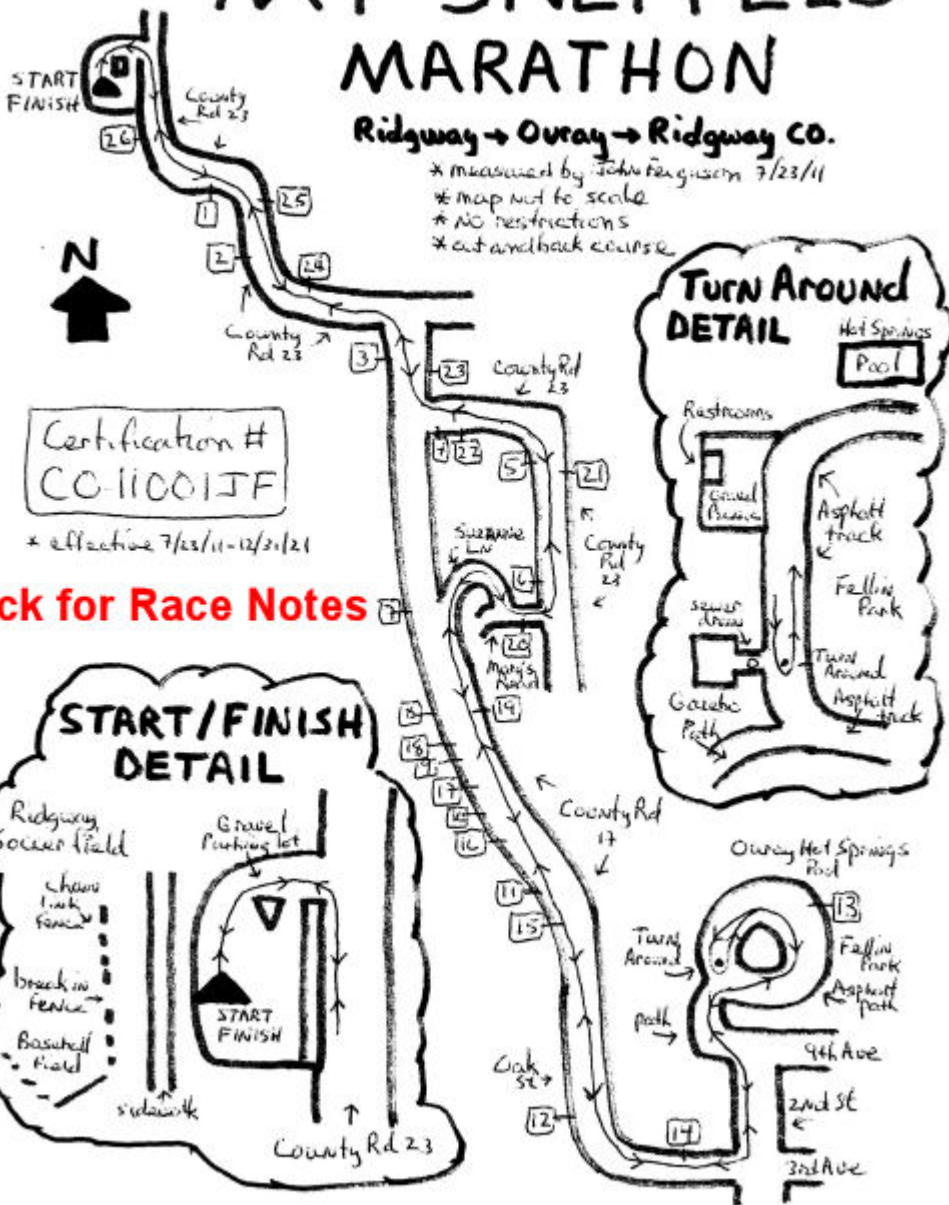 MARATHON
Ridgway → Ouray → Ridgway CO.
* measured by John Ferguson 7/23/11
* map not to scale
* No restrictions
* out and back course
START
FINISH
County
Rd 23
26
1
25
2
24
N
County
Rd 23
3
23
County Rd
23
4
22
5
21
Certification #
CO 11001JF
* effective 7/23/11-12/31/21
Suzanne
LN
6
County
Rd
23
ck for Race Notes
7
20
Mary's
Road
8
19
18
9
17
16
County Rd
17
11
15
Oak
St
12
14
TURN AROUND
DETAIL
Hot Springs
Pool
Restrooms
Gravel
Asphalt
track
Fellin
Park
sewer
drain
Turn
Around
Gazebo
Asphalt
track
Path
START/FINISH
DETAIL
Ridgway
Soccer field
Gravel
Parking lot
Chain
link
Fence
break in
Fence
Baseball
Field
START
FINISH
sidewalk
County Rd 23
Ouray Hot Springs
Pool
13
Turn
Around
Fellin
Park
Asphalt
path
path
9th Ave
2nd St
3rd Ave